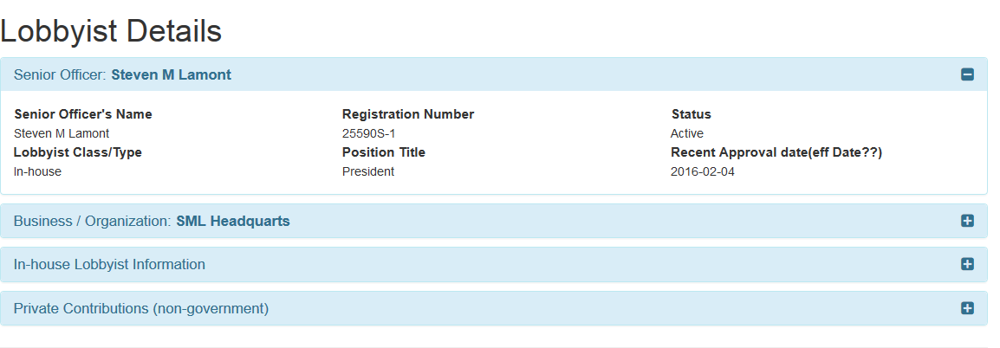 Lobbyist Details
Senior Officer: Steven M Lamont
Senior Officer's Name Registration Number Status
Steven M Lamont 25590S-1 Active
Lobbyist Class/Type Position Title Recent Approval date(eff Date??)
In-house President 2016-02-04
Business / Organization: SML Headquarts
In-house Lobbyist Information
Private Contributions (non-government)